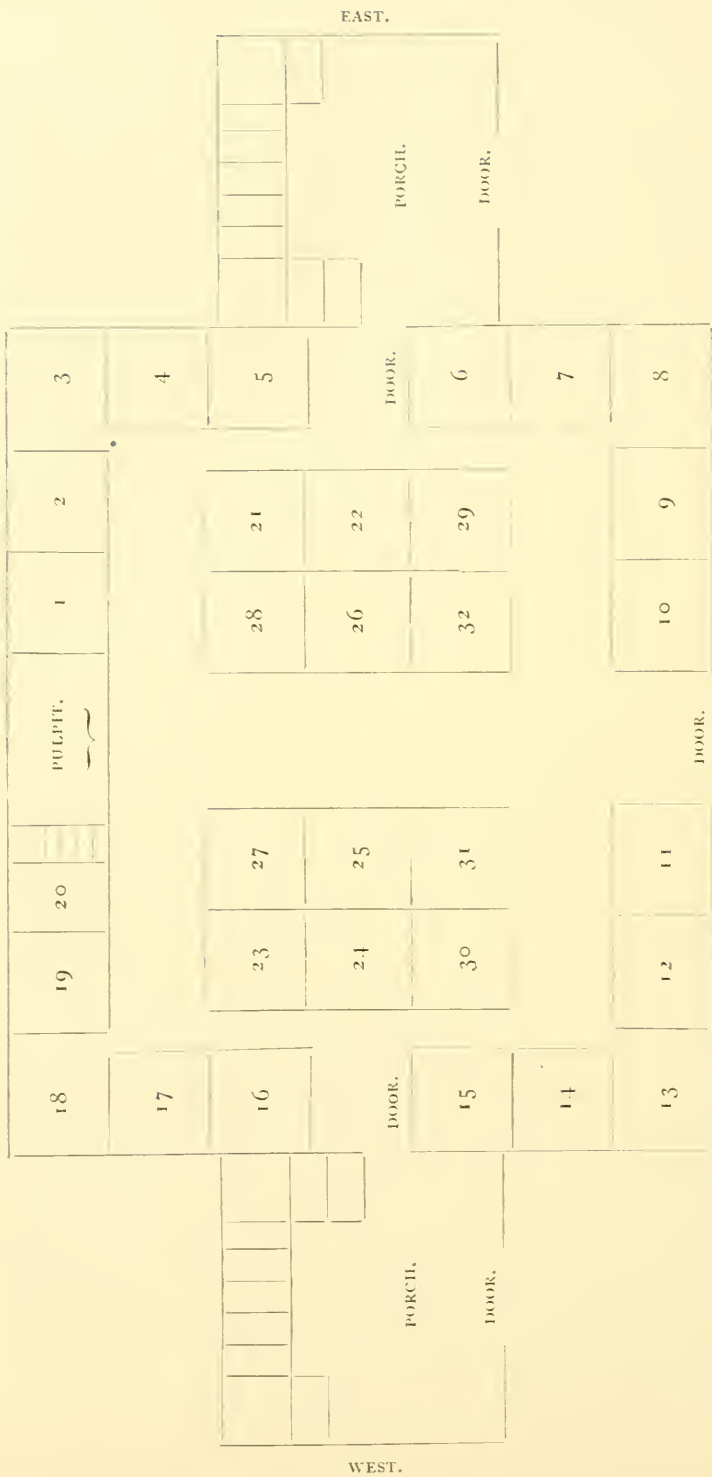 WEST.
EAST.
18 19 20 PULPIT. 1 2 3
17 4
16 23 27 28 21 5
24 25 26 22
PORCH. DOOR. DOOR. PORCH.
15 30 31 32 29 6
DOOR. DOOR.
14 7
13 12 11 10 9 8
DOOR.